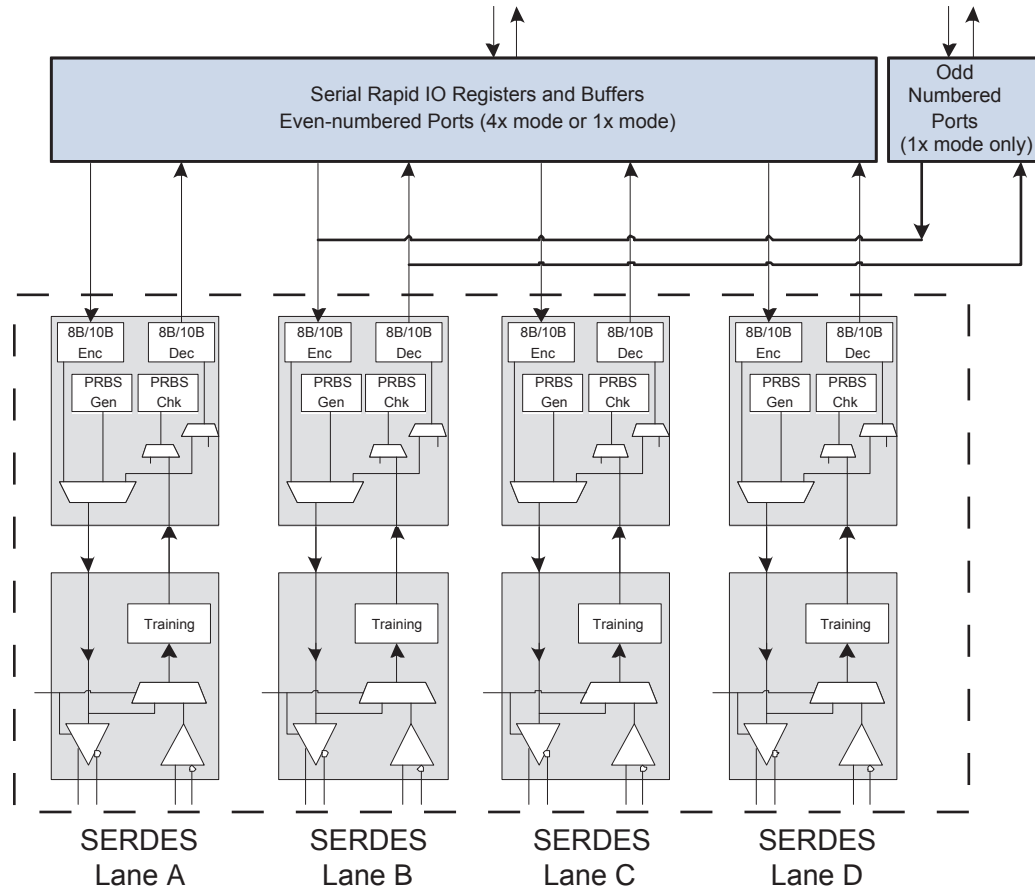 Serial Rapid IO Registers and Buffers
Even-numbered Ports (4x mode or 1x mode)
Odd
Numbered
Ports
(1x mode only)
8B/10B
Enc
8B/10B
Dec
PRBS
Gen
PRBS
Chk
Training
8B/10B
Enc
8B/10B
Dec
PRBS
Gen
PRBS
Chk
Training
8B/10B
Enc
8B/10B
Dec
PRBS
Gen
PRBS
Chk
Training
8B/10B
Enc
8B/10B
Dec
PRBS
Gen
PRBS
Chk
Training
SERDES
Lane A
SERDES
Lane B
SERDES
Lane C
SERDES
Lane D